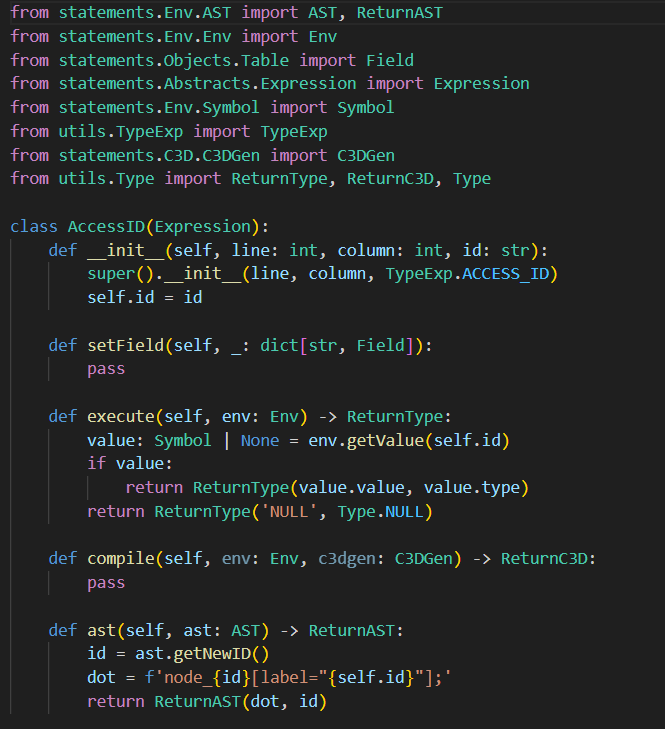 from statements.Env.AST import AST, ReturnAST
from statements.Env.Env import Env
from statements.Objects.Table import Field
from statements.Abstracts.Expression import Expression
from statements.Env.Symbol import Symbol
from utils.TypeExp import TypeExp
from statements.C3D.C3DGen import C3DGen
from utils.Type import ReturnType, ReturnC3D, Type

class AccessID(Expression):
    def __init__(self, line: int, column: int, id: str):
        super().__init__(line, column, TypeExp.ACCESS_ID)
        self.id = id

    def setField(self, _: dict[str, Field]):
        pass

    def execute(self, env: Env) -> ReturnType:
        value: Symbol | None = env.getValue(self.id)
        if value:
            return ReturnType(value.value, value.type)
        return ReturnType('NULL', Type.NULL)

    def compile(self, env: Env, c3dgen: C3DGen) -> ReturnC3D:
        pass

    def ast(self, ast: AST) -> ReturnAST:
        id = ast.getNewID()
        dot = f'node_{id}[label="{self.id}"];'
        return ReturnAST(dot, id)